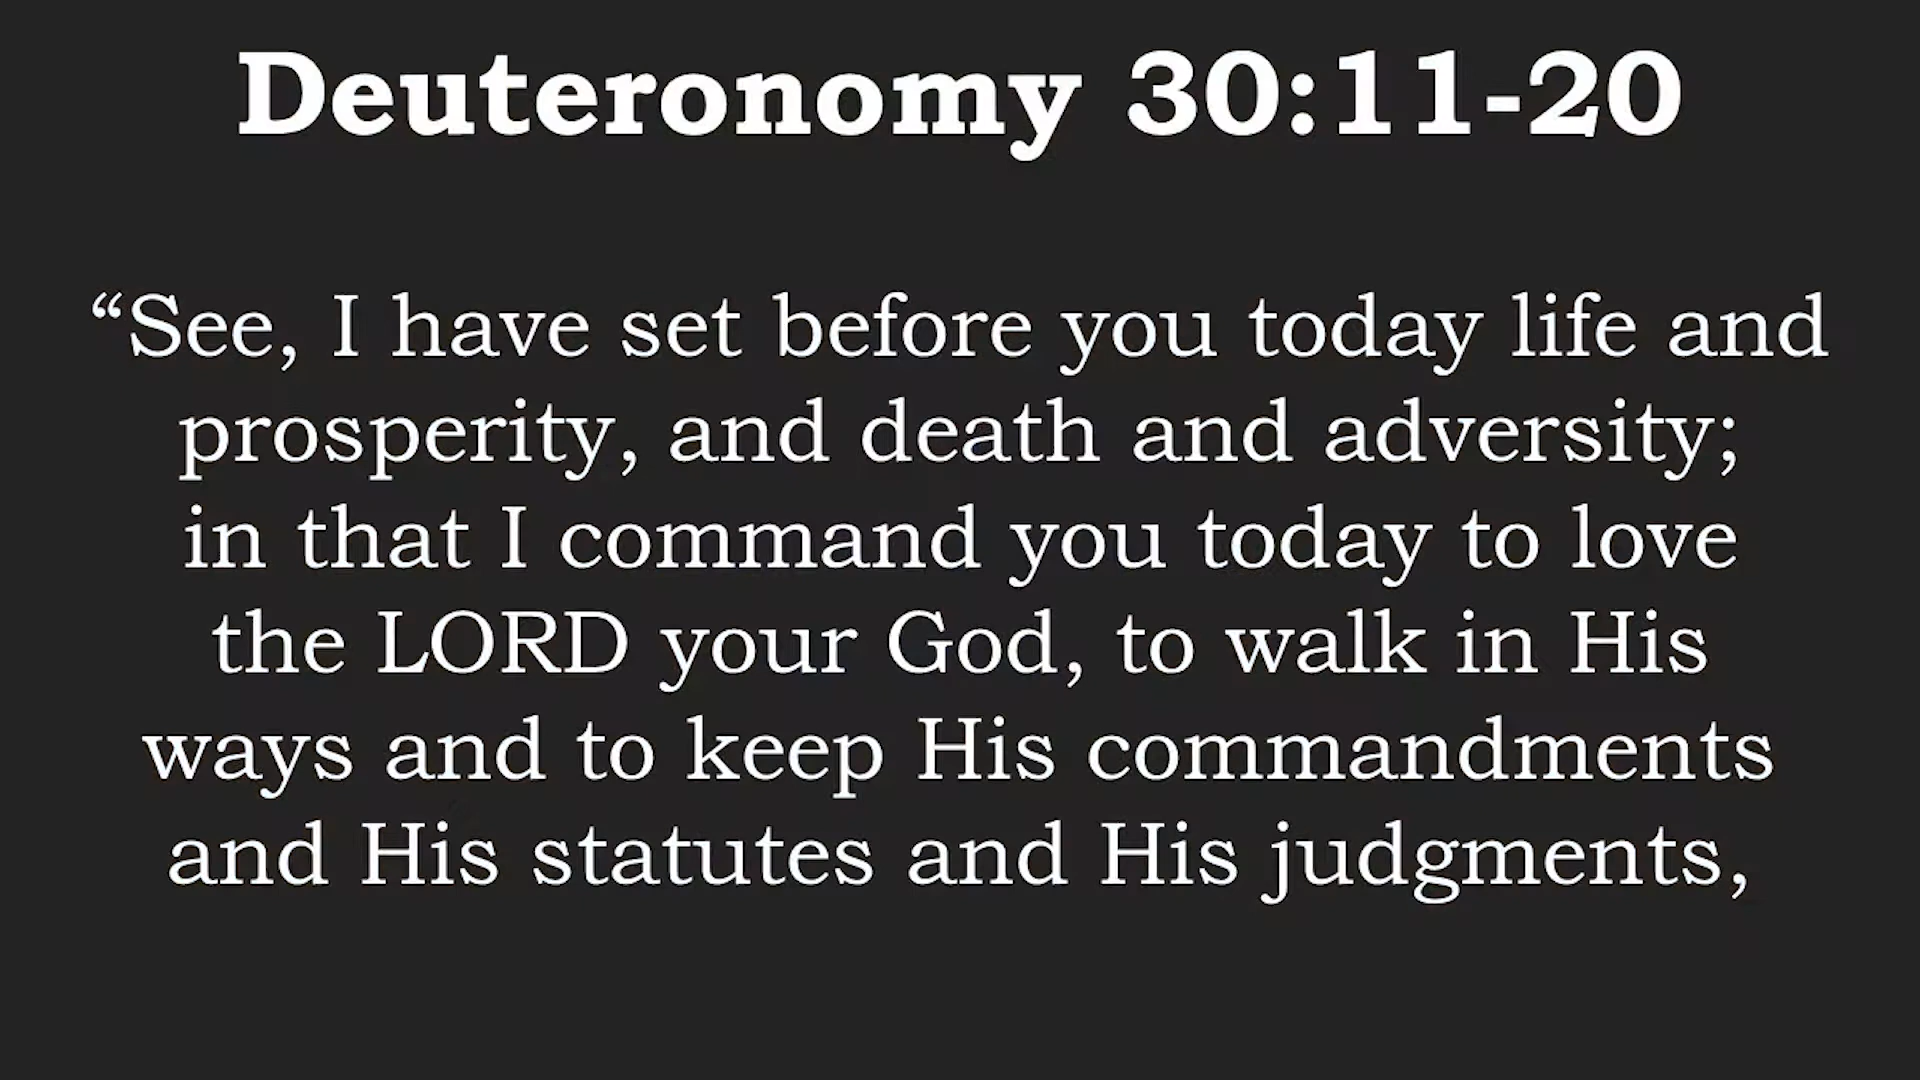 Deuteronomy 30:11-20
“See, I have set before you today life and
prosperity, and death and adversity;
in that I command you today to love
the LORD your God, to walk in His
ways and to keep His commandments
and His statutes and His judgments,